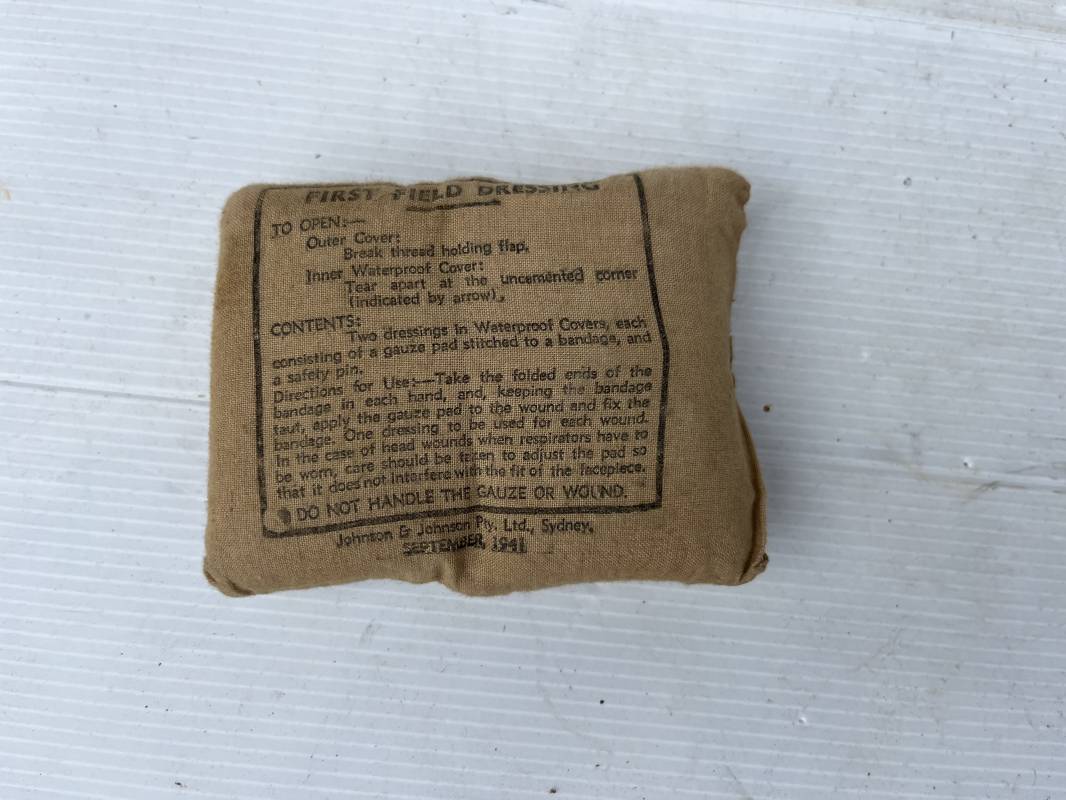 FIRST FIELD DRESSING
TO OPEN:—
Outer Cover:
Break thread holding flap.
Inner Waterproof Cover:
Tear apart at the uncemented corner
(indicated by arrow).
CONTENTS:
Two dressings in Waterproof Covers, each
consisting of a gauze pad stitched to a bandage, and
a safety pin.
Directions for Use:—Take the folded ends of the
bandage in each hand, and, keeping the bandage
taut, apply the gauze pad to the wound and fix the
bandage. One dressing to be used for each wound.
In the case of head wounds when respirators have to
be worn, care should be taken to adjust the pad so
that it does not interfere with the fit of the facepiece.
DO NOT HANDLE THE GAUZE OR WOUND.
Johnson & Johnson Pty. Ltd., Sydney.
SEPTEMBER, 1941